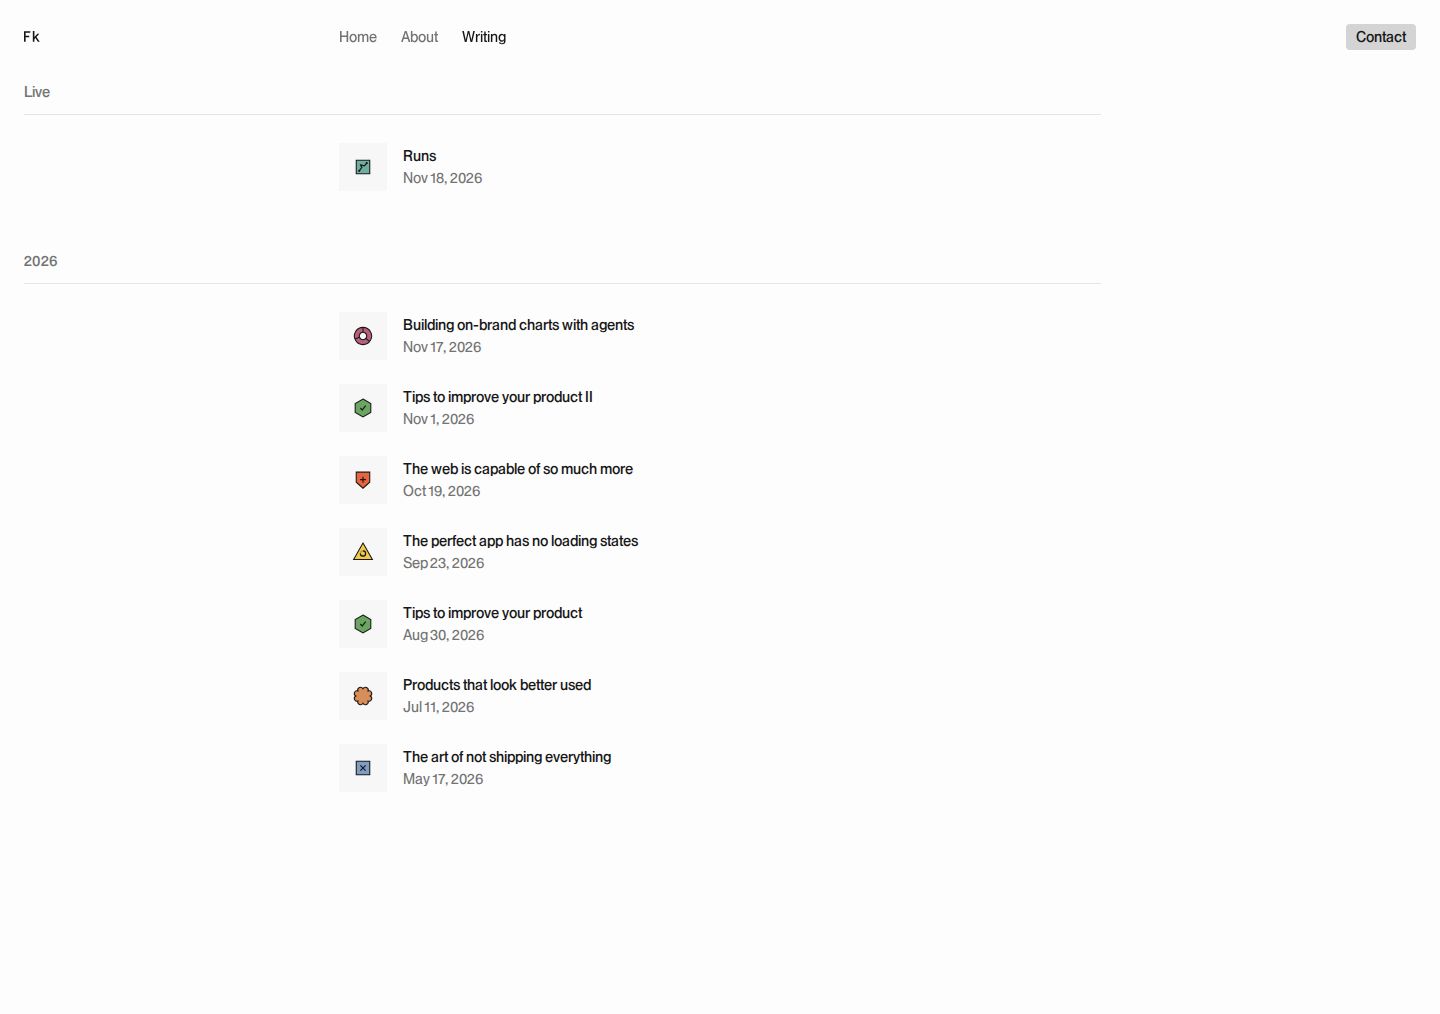 Fk
Home
About
Writing
Contact
Live
Runs
Nov 18, 2026
2026
Building on-brand charts with agents
Nov 17, 2026
Tips to improve your product II
Nov 1, 2026
The web is capable of so much more
Oct 19, 2026
The perfect app has no loading states
Sep 23, 2026
Tips to improve your product
Aug 30, 2026
Products that look better used
Jul 11, 2026
The art of not shipping everything
May 17, 2026